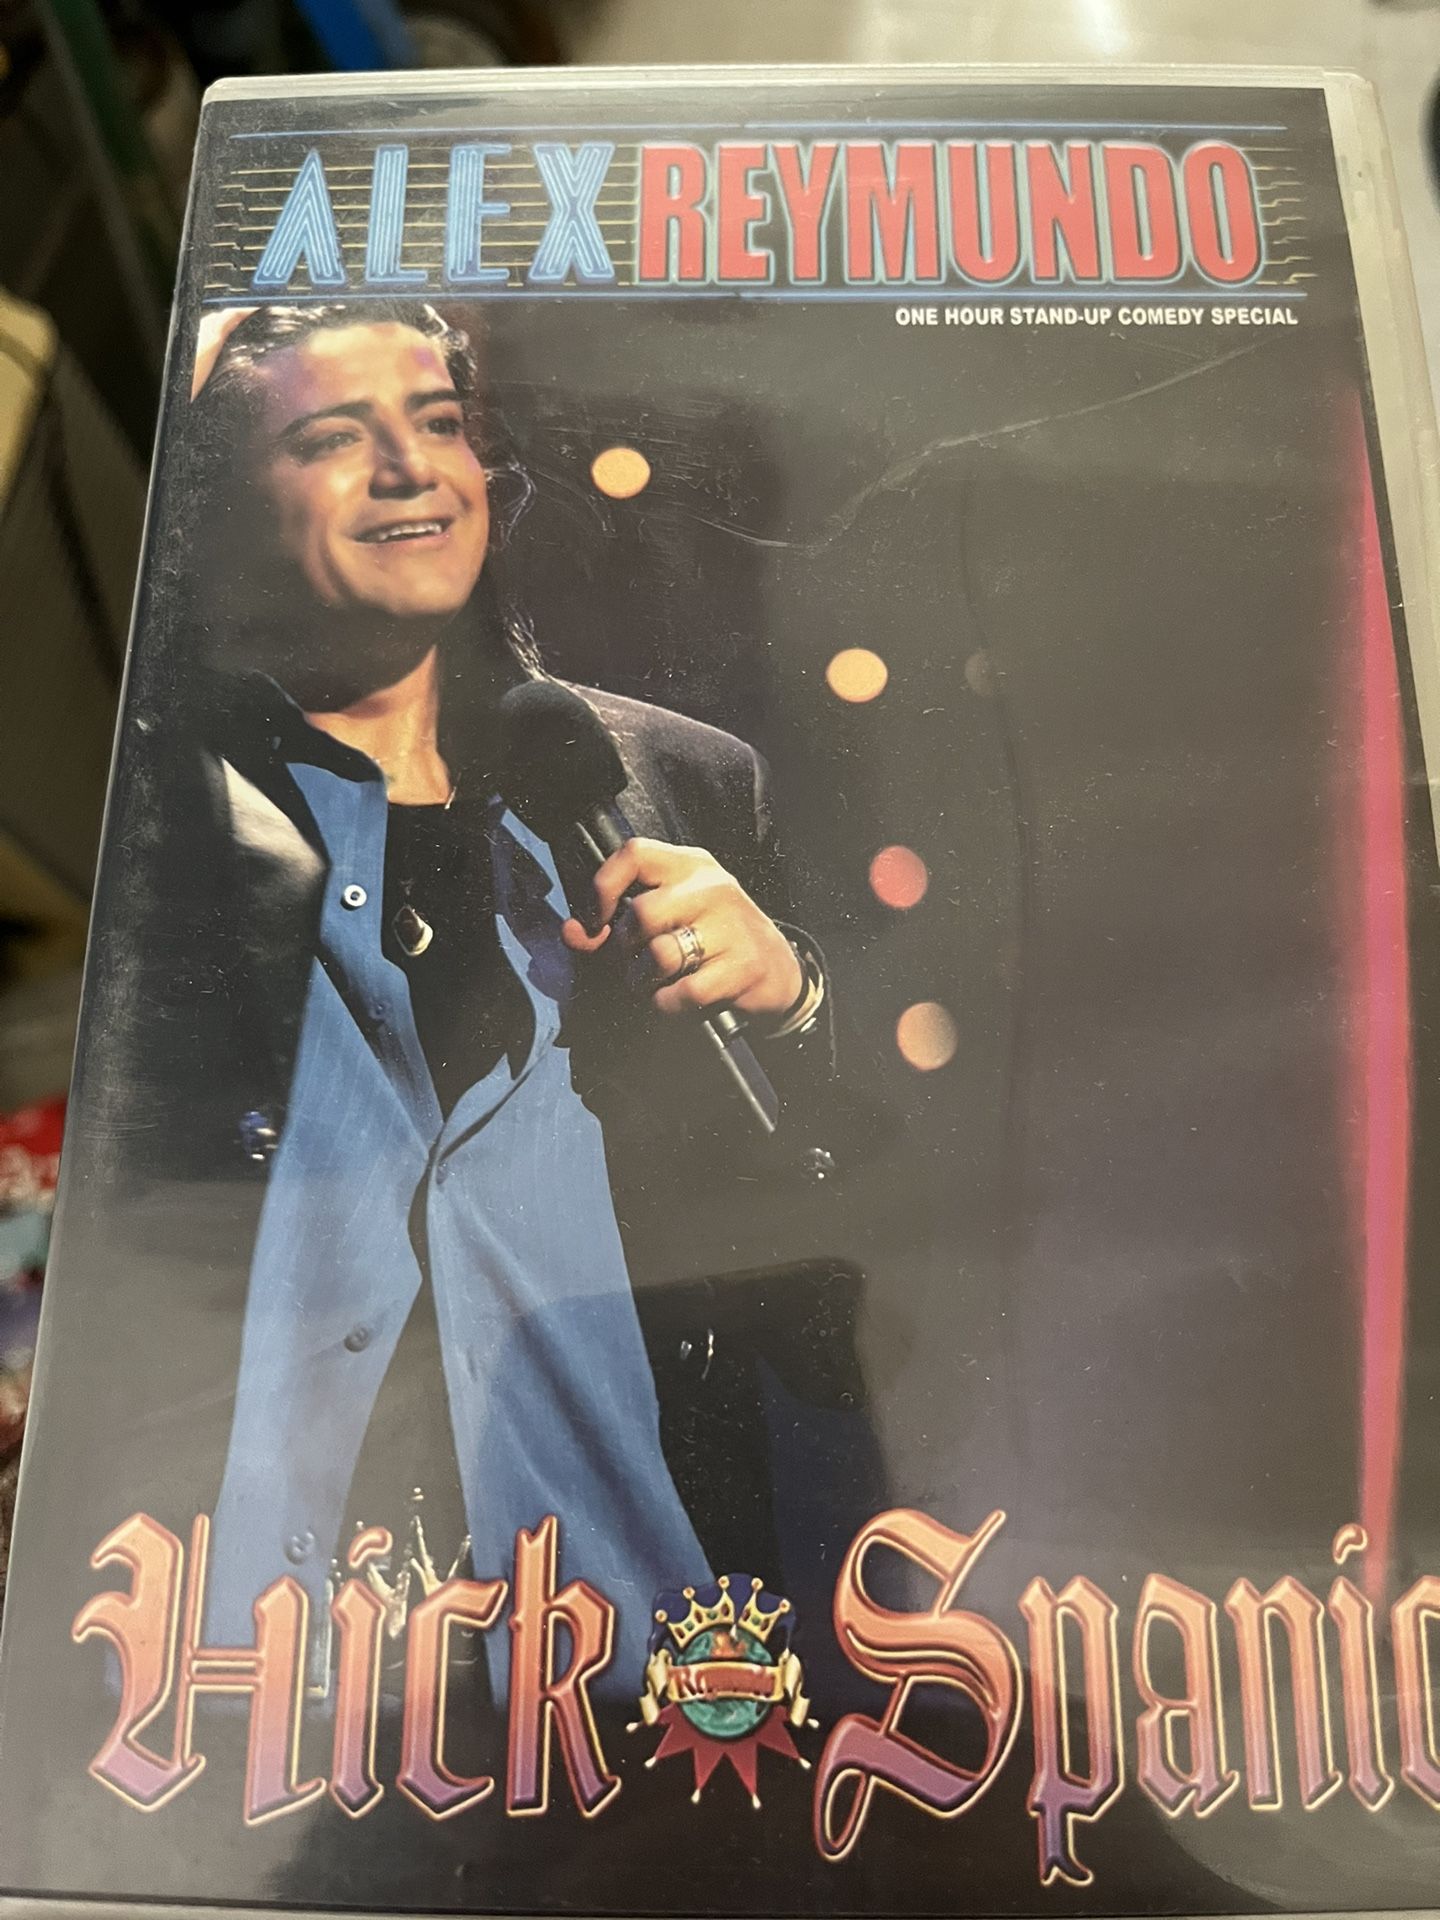 ALEX REYMUNDO
ONE HOUR STAND-UP COMEDY SPECIAL
Hick Spanic